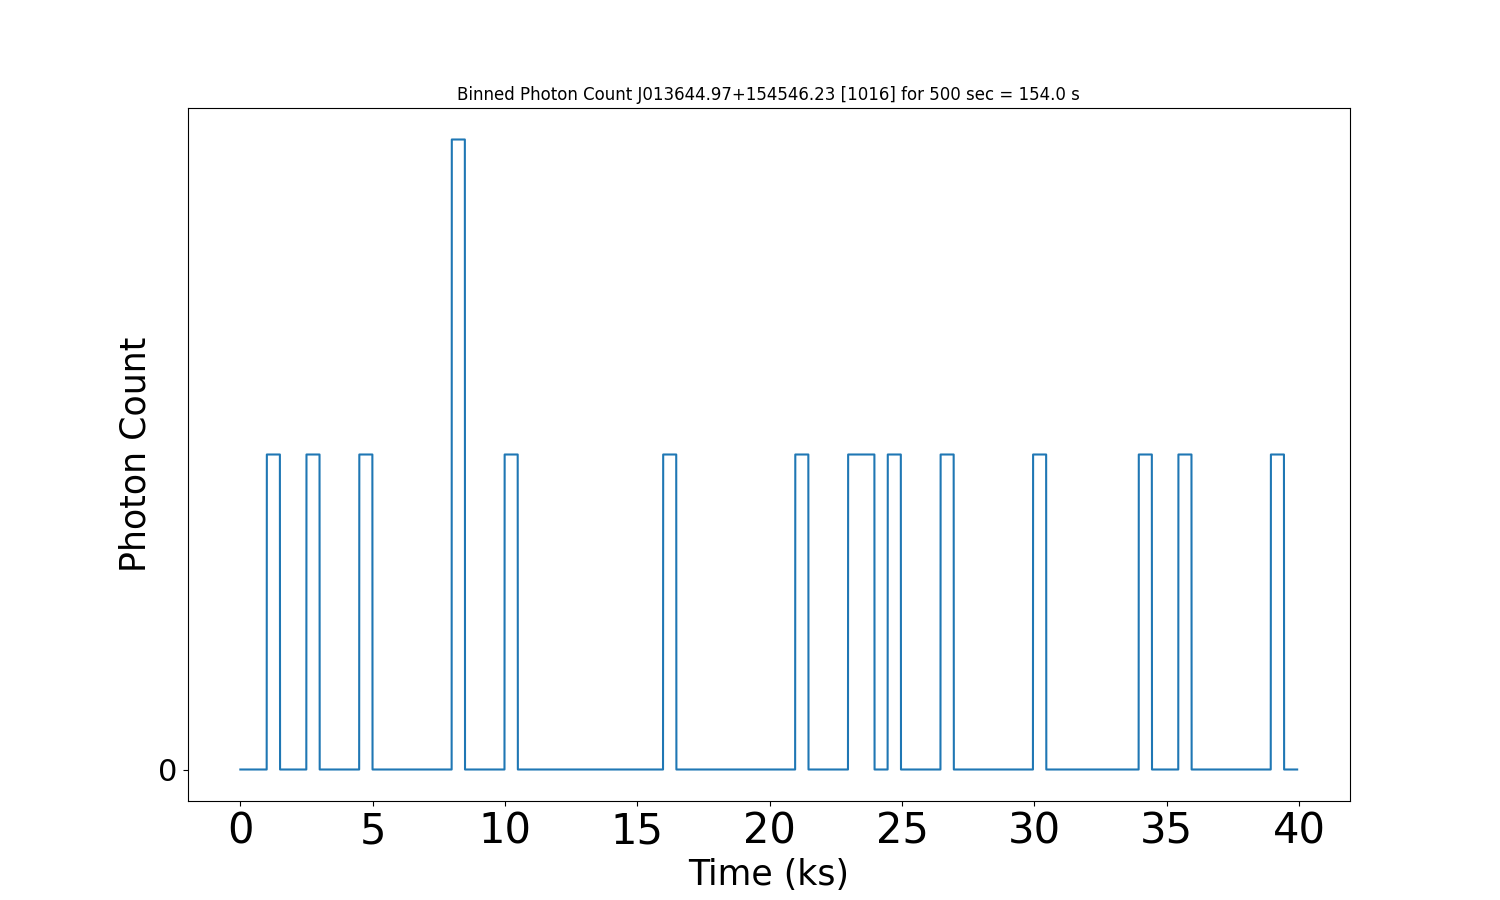 Binned Photon Count J013644.97+154546.23 [1016] for 500 sec = 154.0 s
Photon Count
0
0 5 10 15 20 25 30 35 40
Time (ks)